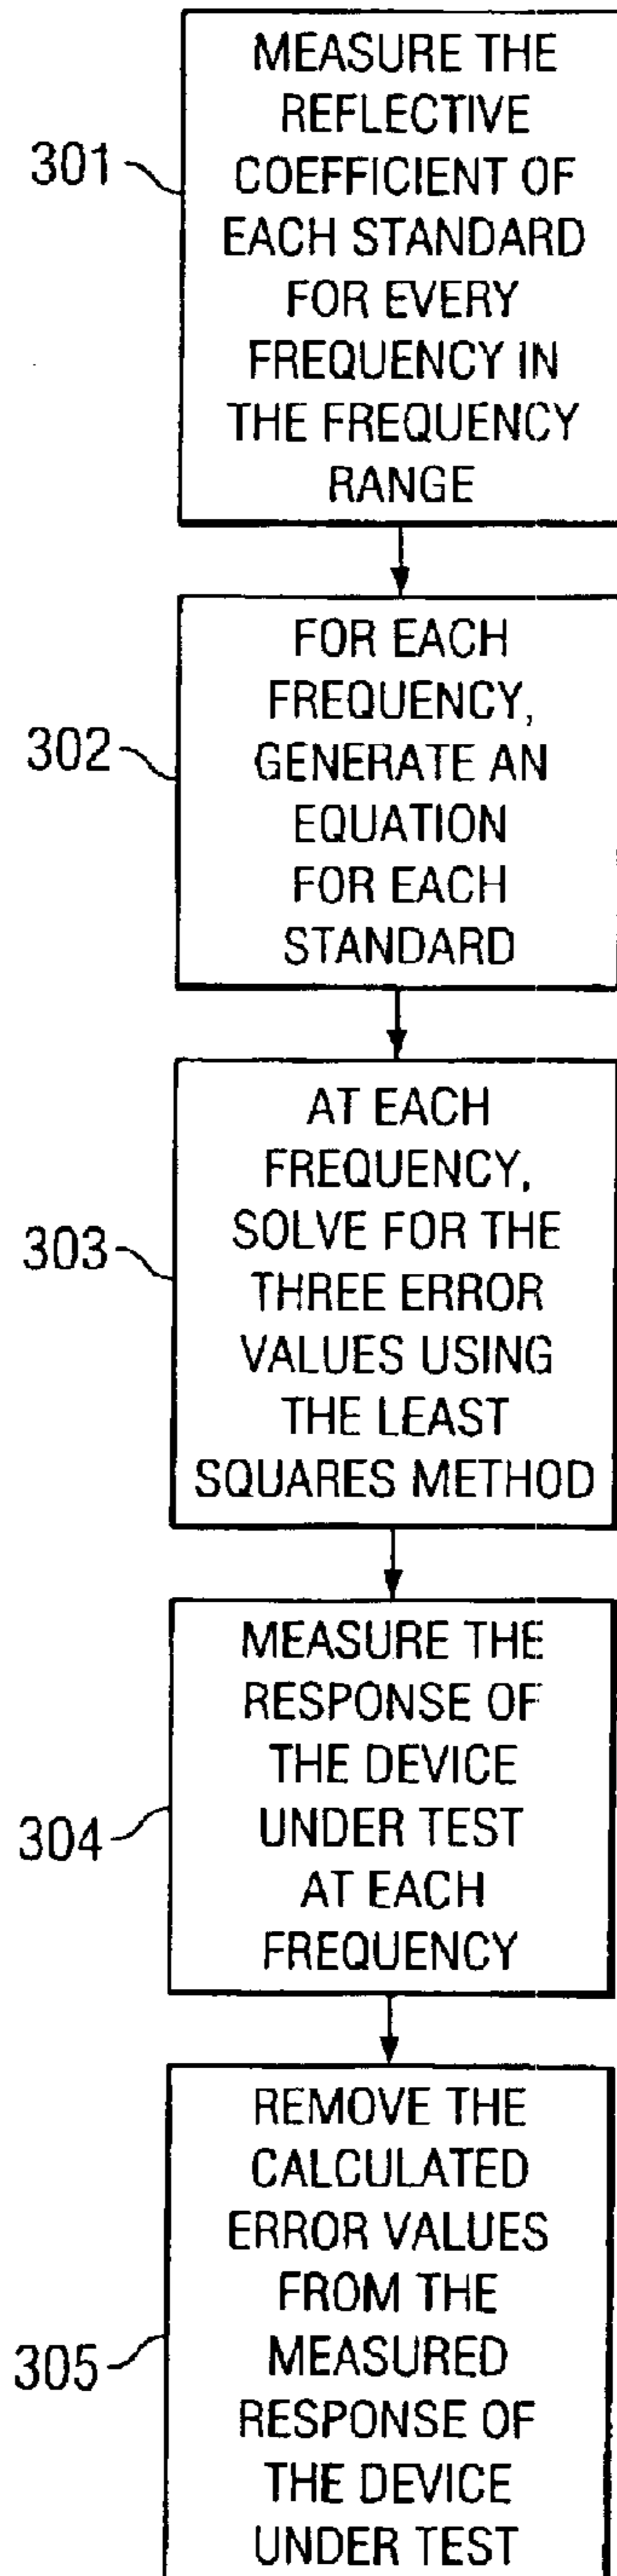 301
MEASURE THE
REFLECTIVE
COEFFICIENT OF
EACH STANDARD
FOR EVERY
FREQUENCY IN
THE FREQUENCY
RANGE
302
FOR EACH
FREQUENCY,
GENERATE AN
EQUATION
FOR EACH
STANDARD
303
AT EACH
FREQUENCY,
SOLVE FOR THE
THREE ERROR
VALUES USING
THE LEAST
SQUARES METHOD
304
MEASURE THE
RESPONSE OF
THE DEVICE
UNDER TEST
AT EACH
FREQUENCY
305
REMOVE THE
CALCULATED
ERROR VALUES
FROM THE
MEASURED
RESPONSE OF
THE DEVICE
UNDER TEST